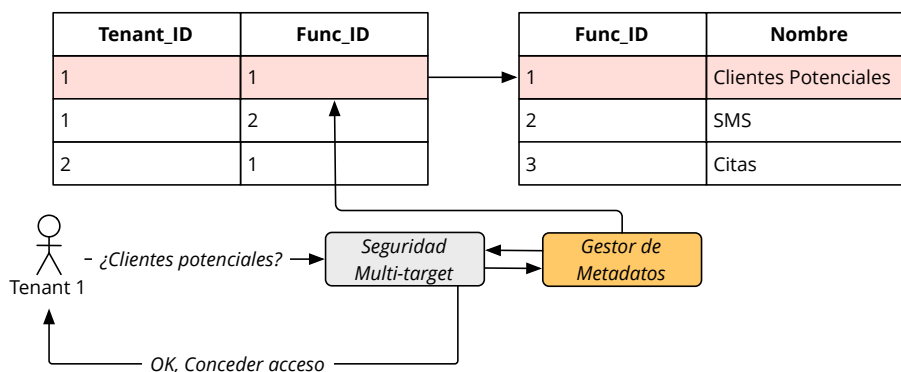 Tenant_ID Func_ID Func_ID Nombre
1 1 1 Clientes Potenciales
1 2 2 SMS
2 1 3 Citas
¿Clientes potenciales?
Seguridad
Multi-target
Gestor de
Metadatos
Tenant 1
OK, Conceder acceso